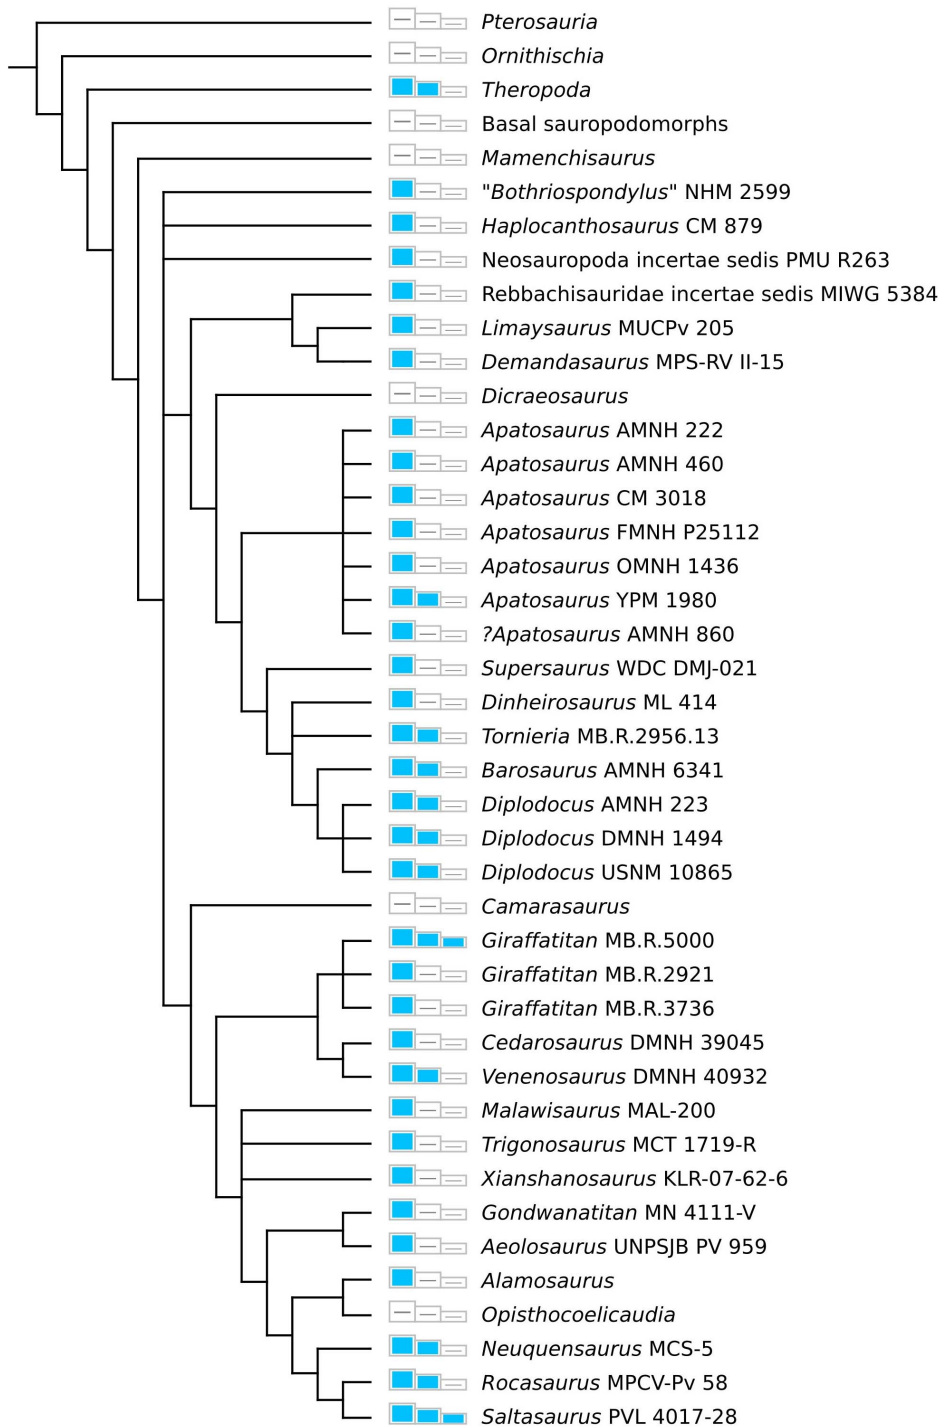 Pterosauria
Ornithischia
Theropoda
Basal sauropodomorphs
Mamenchisaurus
"Bothriospondylus" NHM 2599
Haplocanthosaurus CM 879
Neosauropoda incertae sedis PMU R263
Rebbachisauridae incertae sedis MIWG 5384
Limaysaurus MUCPv 205
Demandasaurus MPS-RV II-15
Dicraeosaurus
Apatosaurus AMNH 222
Apatosaurus AMNH 460
Apatosaurus CM 3018
Apatosaurus FMNH P25112
Apatosaurus OMNH 1436
Apatosaurus YPM 1980
?Apatosaurus AMNH 860
Supersaurus WDC DMJ-021
Dinheirosaurus ML 414
Tornieria MB.R.2956.13
Barosaurus AMNH 6341
Diplodocus AMNH 223
Diplodocus DMNH 1494
Diplodocus USNM 10865
Camarasaurus
Giraffatitan MB.R.5000
Giraffatitan MB.R.2921
Giraffatitan MB.R.3736
Cedarosaurus DMNH 39045
Venenosaurus DMNH 40932
Malawisaurus MAL-200
Trigonosaurus MCT 1719-R
Xianshanosaurus KLR-07-62-6
Gondwanatitan MN 4111-V
Aeolosaurus UNPSJB PV 959
Alamosaurus
Opisthocoelicaudia
Neuquensaurus MCS-5
Rocasaurus MPCV-Pv 58
Saltasaurus PVL 4017-28